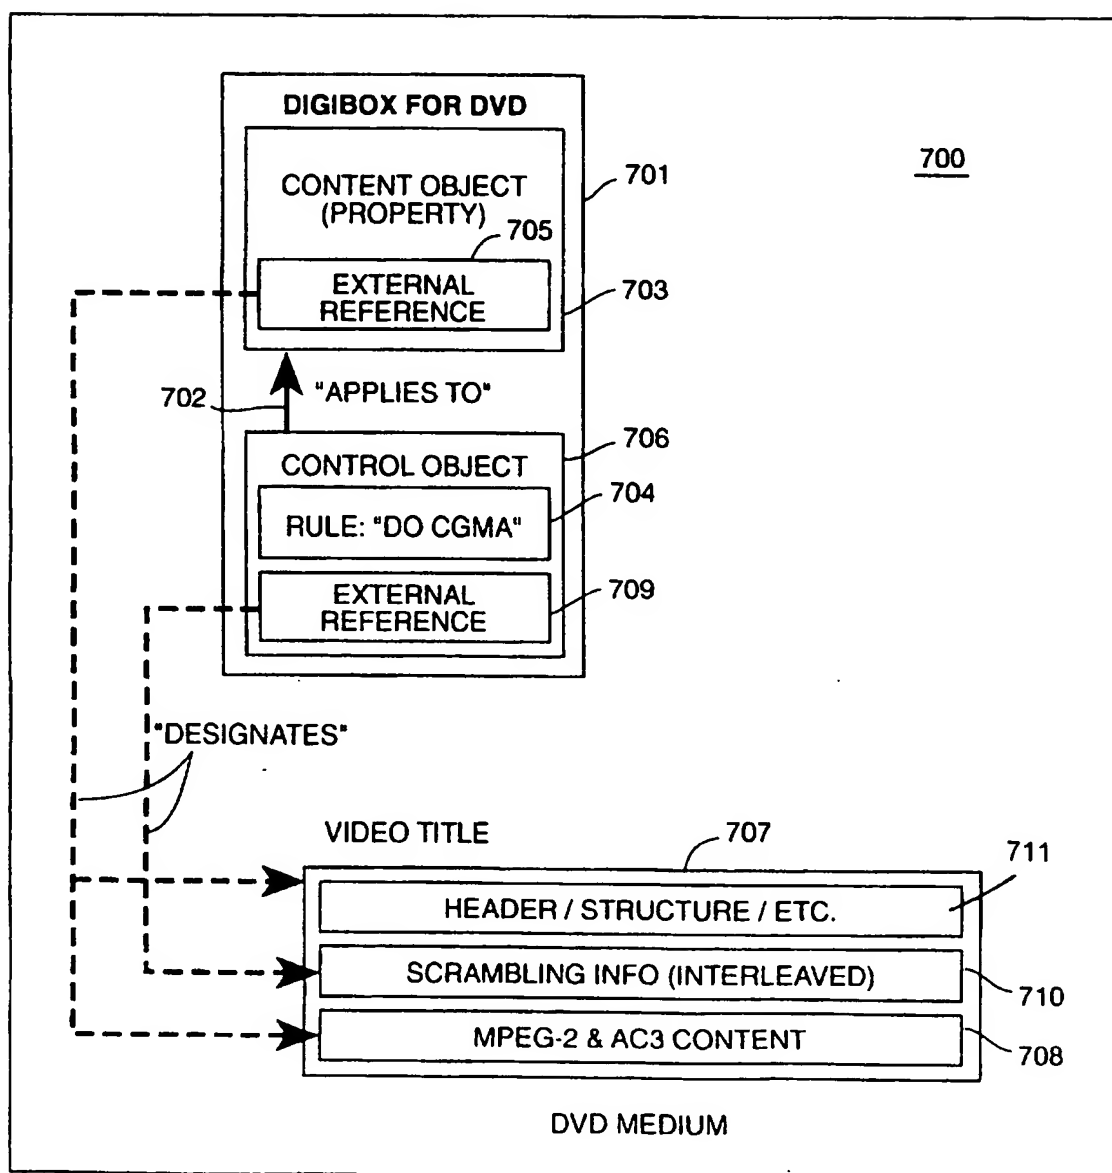 DIGIBOX FOR DVD
700
701
CONTENT OBJECT
(PROPERTY)
705
EXTERNAL
REFERENCE
703
702
"APPLIES TO"
706
CONTROL OBJECT
704
RULE: "DO CGMA"
EXTERNAL
REFERENCE
709
"DESIGNATES"
VIDEO TITLE
707
711
HEADER / STRUCTURE / ETC.
SCRAMBLING INFO (INTERLEAVED)
710
MPEG-2 & AC3 CONTENT
708
DVD MEDIUM